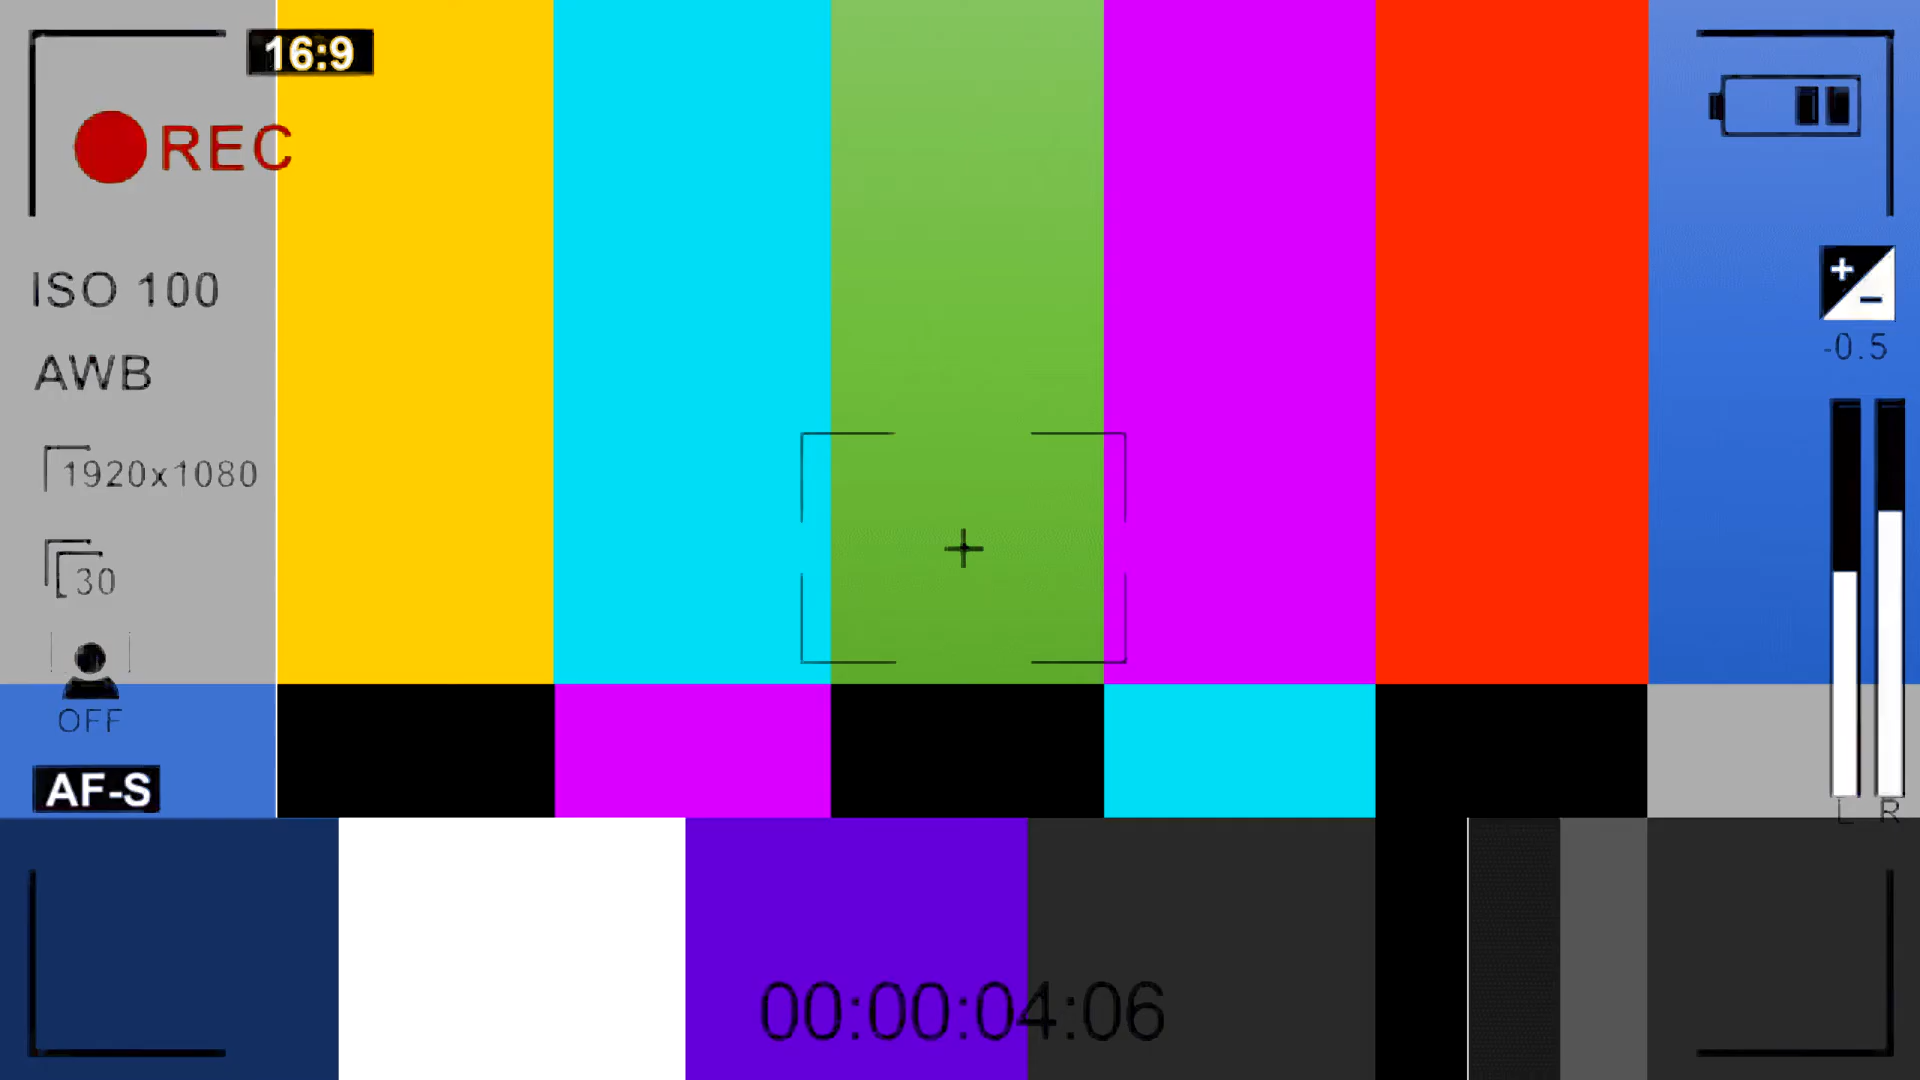 16:9
REC
ISO 100
AWB
-0.5
1920x1080
30
OFF
AF-S
L R
00:00:04:06